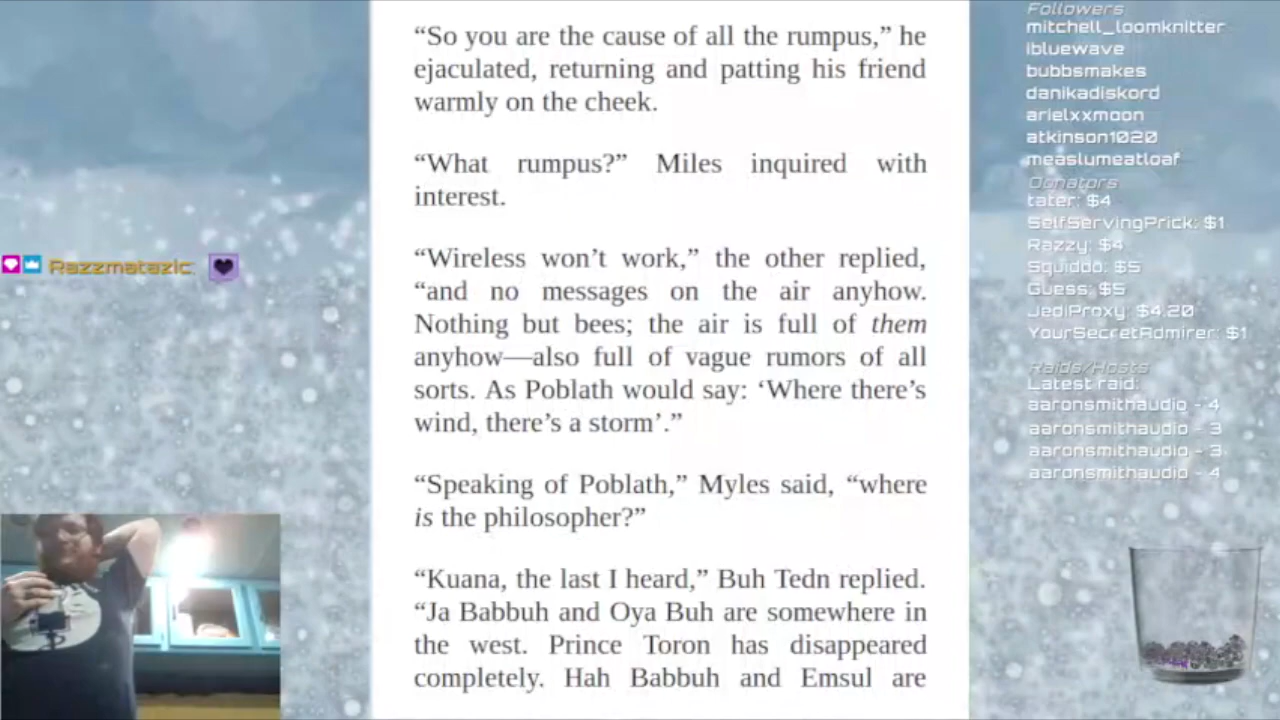 “So you are the cause of all the rumpus,” he
ejaculated, returning and patting his friend
warmly on the cheek.
“What rumpus?” Miles inquired with
interest.
“Wireless won’t work,” the other replied,
“and no messages on the air anyhow.
Nothing but bees; the air is full of them
anyhow—also full of vague rumors of all
sorts. As Poblath would say: ‘Where there’s
wind, there’s a storm’.”
“Speaking of Poblath,” Myles said, “where
is the philosopher?”
“Kuana, the last I heard,” Buh Tedn replied.
“Ja Babbuh and Oya Buh are somewhere in
the west. Prince Toron has disappeared
completely. Hah Babbuh and Emsul are
Razzmatazic:
Followers
mitchell_loomknitter
ibluewave
bubbsmakes
danikadiskord
arielxxmoon
atkinson1020
measlymeatloaf
Donators
tater: $4
SelfServingPrick: $1
Razzy: $4
Squidoo: $5
Guess: $5
JediProxy: $4.20
YourSecretAdmirer: $1
Raids/Hosts
Latest raid:
aaronsmithaudio - 4
aaronsmithaudio - 3
aaronsmithaudio - 3
aaronsmithaudio - 4